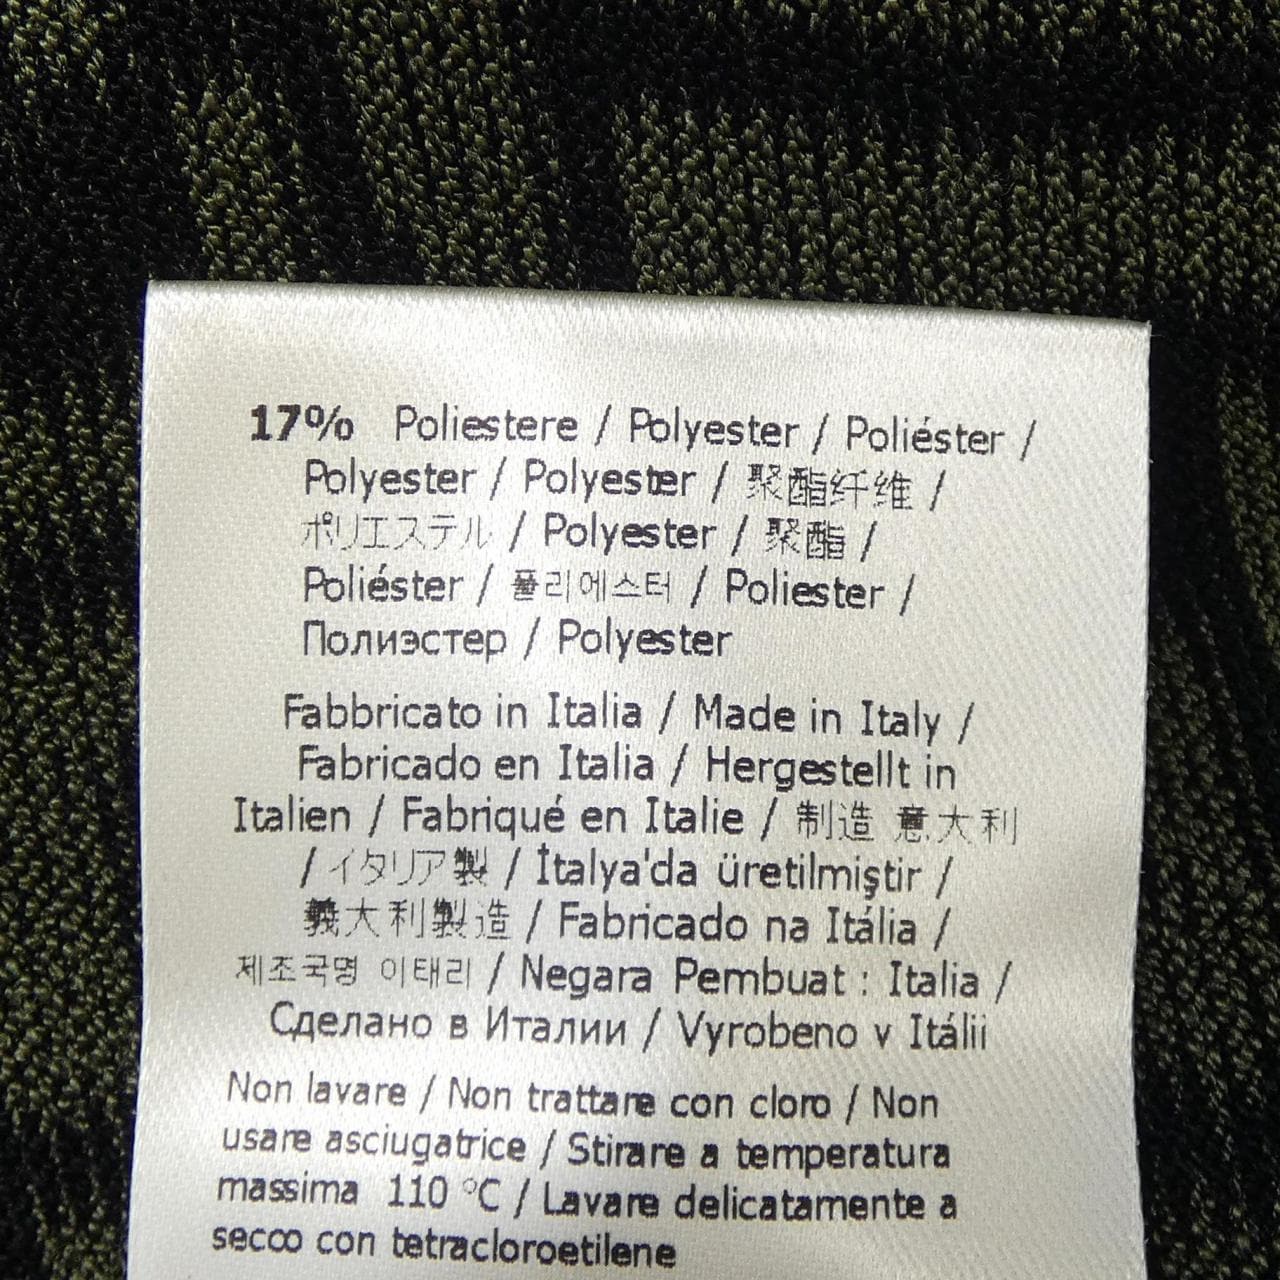 17% Poliestere / Polyester / Poliéster /
Polyester / Polyester / 聚酯纤维 /
ポリエステル / Polyester / 聚酯 /
Poliéster / 폴리에스터 / Poliester /
Полиэстер / Polyester
Fabbricato in Italia / Made in Italy /
Fabricado en Italia / Hergestellt in
Italien / Fabriqué en Italie / 制造 意大利
/ イタリア製 / İtalya'da üretilmiştir /
義大利製造 / Fabricado na Itália /
제조국명 이태리 / Negara Pembuat : Italia /
Сделано в Италии / Vyrobeno v Itálii
Non lavare / Non trattare con cloro / Non
usare asciugatrice / Stirare a temperatura
massima 110 °C / Lavare delicatamente a
secco con tetracloroetilene